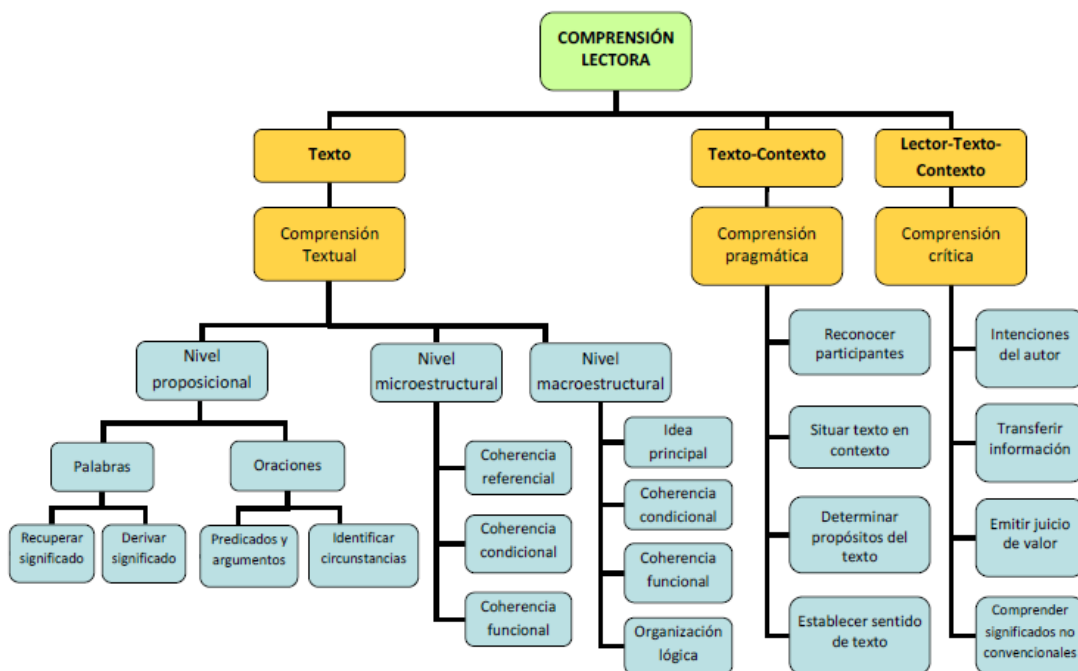 COMPRENSIÓN
LECTORA
Texto
Texto-Contexto
Lector-Texto-
Contexto
Comprensión
Textual
Comprensión
pragmática
Comprensión
crítica
Nivel
proposicional
Nivel
microestructural
Nivel
macroestructural
Palabras
Oraciones
Recuperar
significado
Derivar
significado
Predicados y
argumentos
Identificar
circunstancias
Coherencia
referencial
Coherencia
condicional
Coherencia
funcional
Idea
principal
Coherencia
condicional
Coherencia
funcional
Organización
lógica
Reconocer
participantes
Situar texto en
contexto
Determinar
propósitos del
texto
Establecer sentido
de texto
Intenciones
del autor
Transferir
información
Emitir juicio
de valor
Comprender
significados no
convencionales